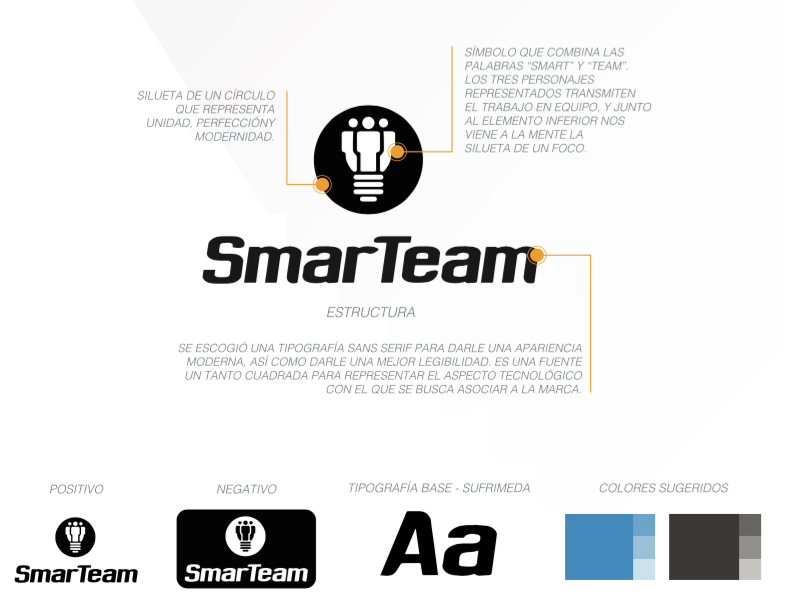 SILUETA DE UN CÍRCULO
QUE REPRESENTA
UNIDAD, PERFECCIÓNY
MODERNIDAD.
SÍMBOLO QUE COMBINA LAS
PALABRAS “SMART” Y “TEAM”.
LOS TRES PERSONAJES
REPRESENTADOS TRANSMITEN
EL TRABAJO EN EQUIPO, Y JUNTO
AL ELEMENTO INFERIOR NOS
VIENE A LA MENTE LA
SILUETA DE UN FOCO.
SmarTeam
ESTRUCTURA
SE ESCOGIÓ UNA TIPOGRAFÍA SANS SERIF PARA DARLE UNA APARIENCIA
MODERNA, ASÍ COMO DARLE UNA MEJOR LEGIBILIDAD. ES UNA FUENTE
UN TANTO CUADRADA PARA REPRESENTAR EL ASPECTO TECNOLÓGICO
CON EL QUE SE BUSCA ASOCIAR A LA MARCA.
POSITIVO
SmarTeam
NEGATIVO
SmarTeam
TIPOGRAFÍA BASE - SUFRIMEDA
Aa
COLORES SUGERIDOS